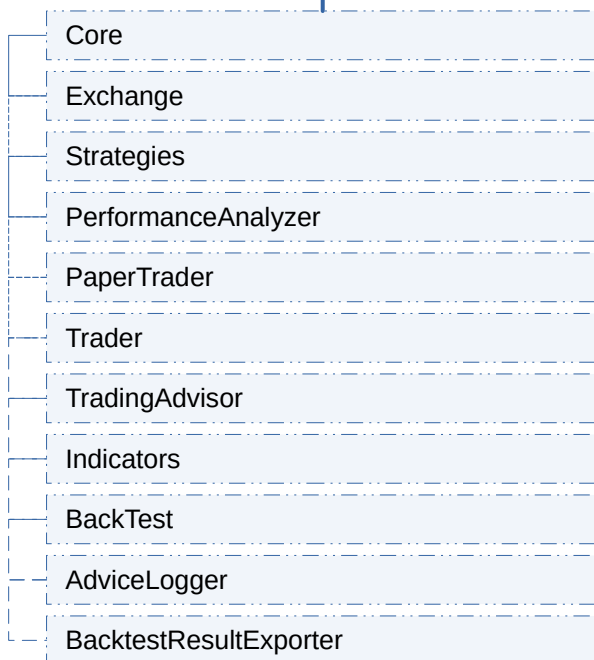 Core
Exchange
Strategies
PerformanceAnalyzer
PaperTrader
Trader
TradingAdvisor
Indicators
BackTest
AdviceLogger
BacktestResultExporter